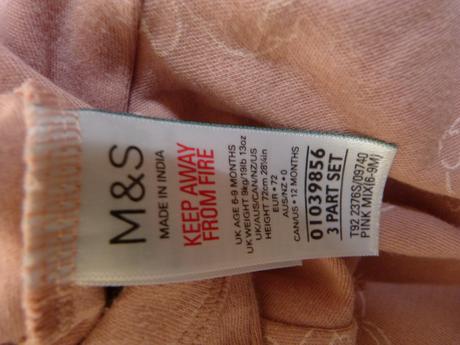 M&S
MADE IN INDIA
KEEP AWAY
FROM FIRE
UK AGE 6-9 MONTHS
UK WEIGHT 9kg/19lb 13oz
UK/AUS/CAN/NZ/US
HEIGHT 72cm 28¼in
EUR • 72
AUS/NZ • 0
CAN/US • 12 MONTHS
01039856
3 PART SET
T92 2376S/09740
PINK MIX(6-9M)